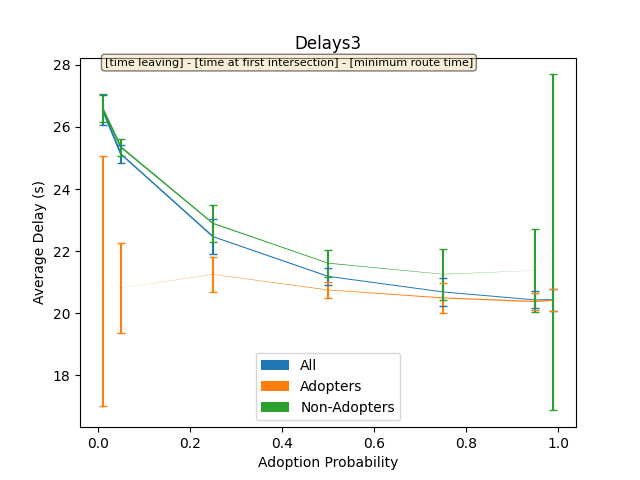 Delays3
[time leaving] - [time at first intersection] - [minimum route time]
28
26
24
22
20
18
Average Delay (s)
All
Adopters
Non-Adopters
0.0 0.2 0.4 0.6 0.8 1.0
Adoption Probability